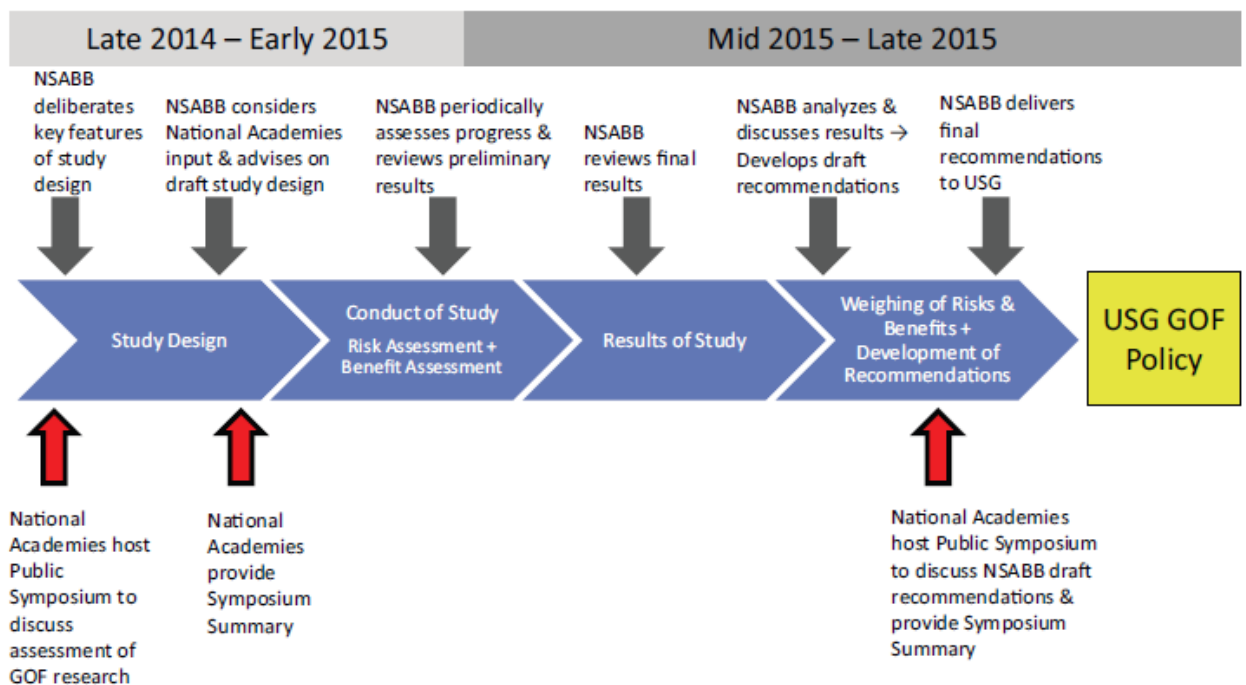 Late 2014 – Early 2015
Mid 2015 – Late 2015
NSABB
deliberates
key features
of study
design
NSABB considers
National Academies
input & advises on
draft study design
NSABB periodically
assesses progress &
reviews preliminary
results
NSABB
reviews final
results
NSABB analyzes &
discusses results →
Develops draft
recommendations
NSABB delivers
final
recommendations
to USG
Study Design
Conduct of Study
Risk Assessment +
Benefit Assessment
Results of Study
Weighing of Risks &
Benefits +
Development of
Recommendations
USG GOF
Policy
National
Academies host
Public
Symposium to
discuss
assessment of
GOF research
National
Academies
provide
Symposium
Summary
National Academies
host Public Symposium
to discuss NSABB draft
recommendations &
provide Symposium
Summary